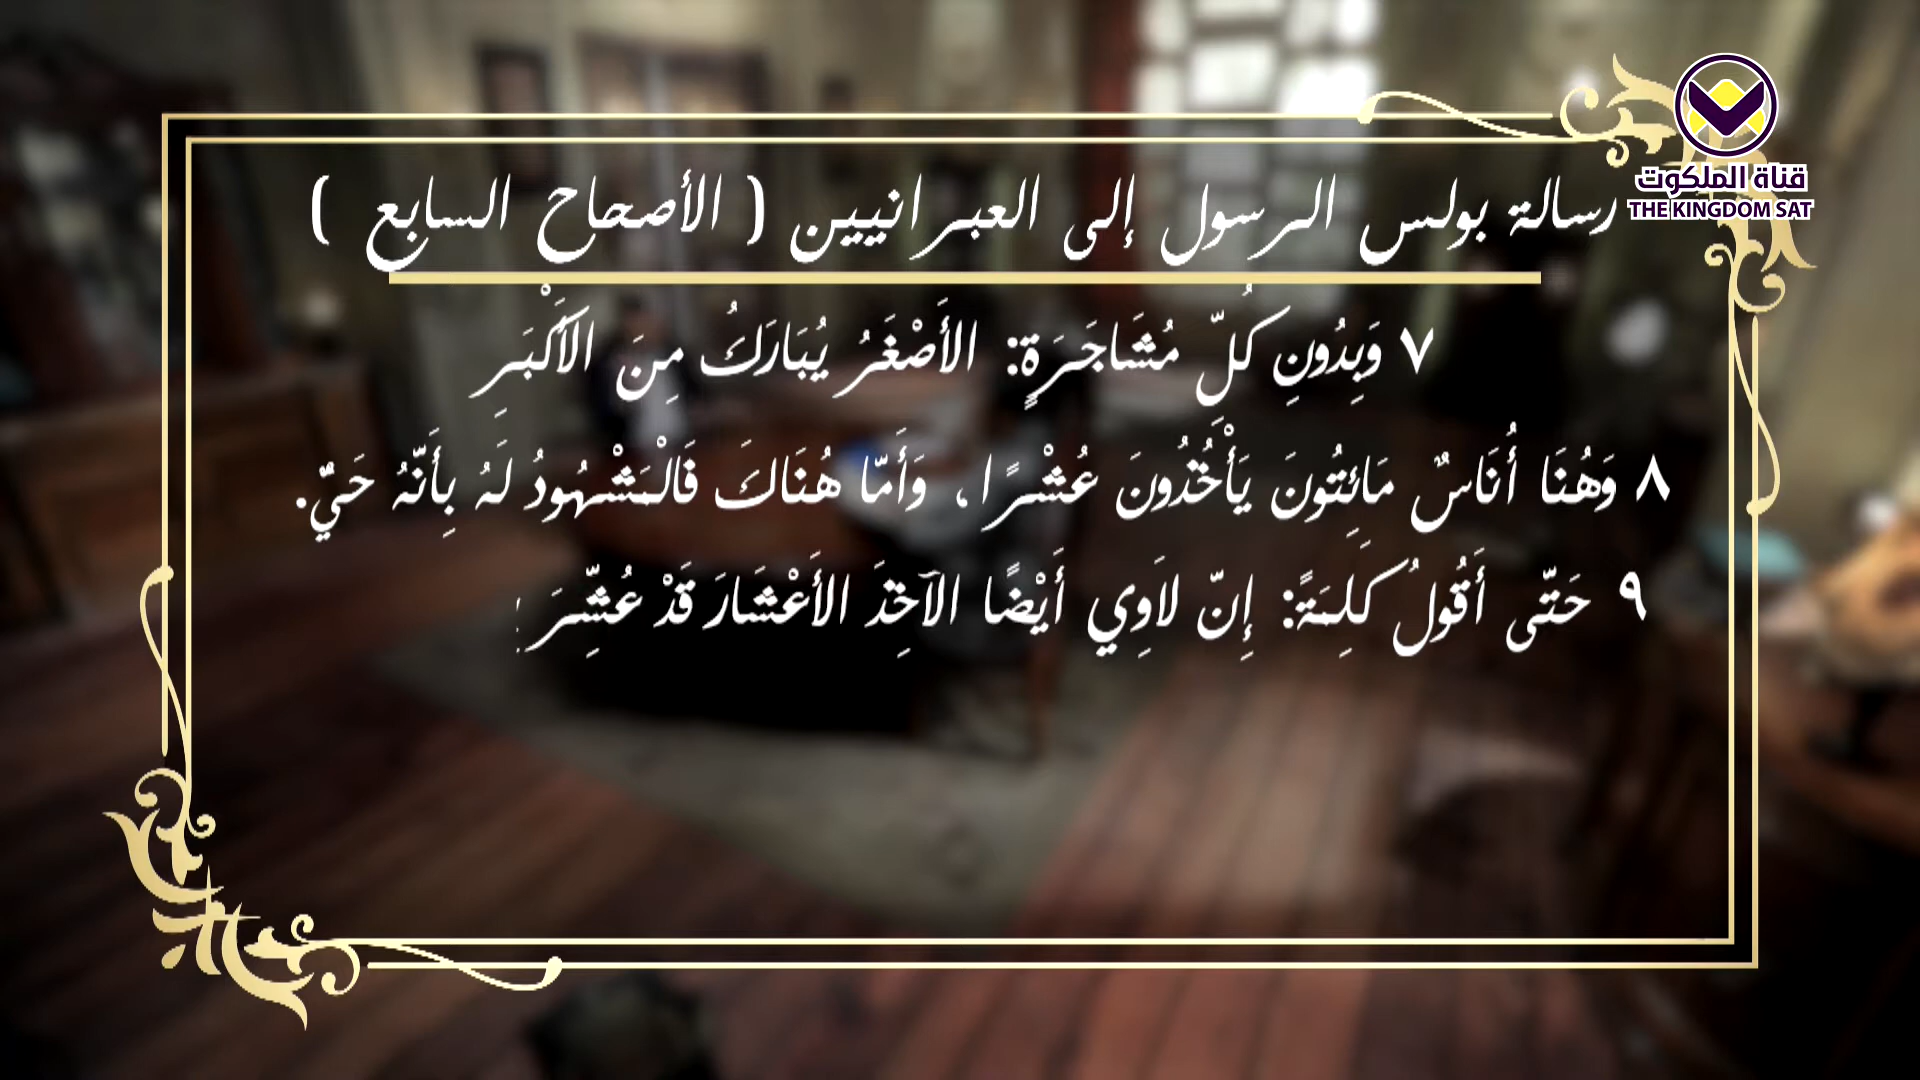 قناة الملكوت
THE KINGDOM SAT
رسالة بولس الرسول إلى العبرانيين ( الأصحاح السابع )
٧ وَبِدُونِ كُلِّ مُشَاجَرَةٍ: الأَصْغَرُ يُبَارَكُ مِنَ الأَكْبَرِ
٨ وَهُنَا أُنَاسٌ مَائِتُونَ يَأْخُذُونَ عُشْرًا، وَأَمَّا هُنَاكَ فَالْمَشْهُودُ لَهُ بِأَنَّهُ حَيٌّ.
٩ حَتَّى أَقُولُ كَلِمَةً: إِنَّ لاَوِي أَيْضًا الآخِذَ الأَعْشَارَ قَدْ عُشِّرَ